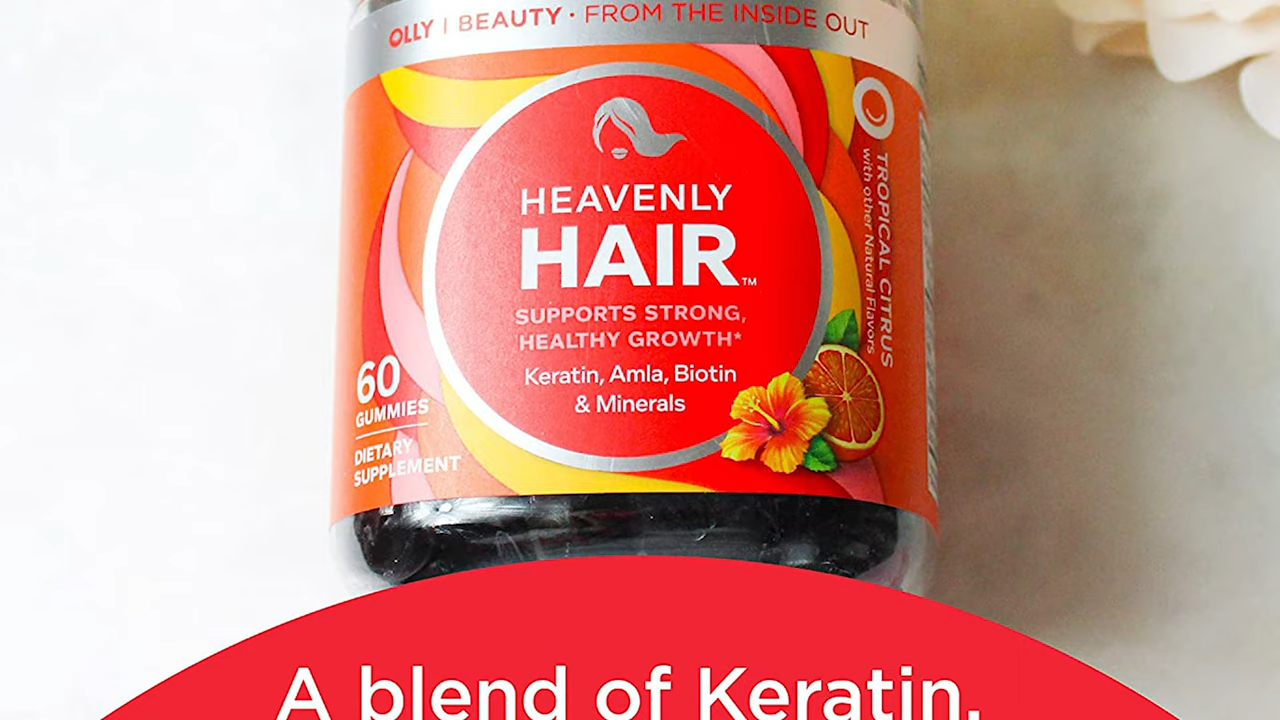 OLLY | BEAUTY · FROM THE INSIDE OUT
HEAVENLY
HAIR™
SUPPORTS STRONG,
HEALTHY GROWTH*
Keratin, Amla, Biotin
& Minerals
60
GUMMIES
DIETARY
SUPPLEMENT
TROPICAL CITRUS
with other Natural Flavors
A blend of Keratin,